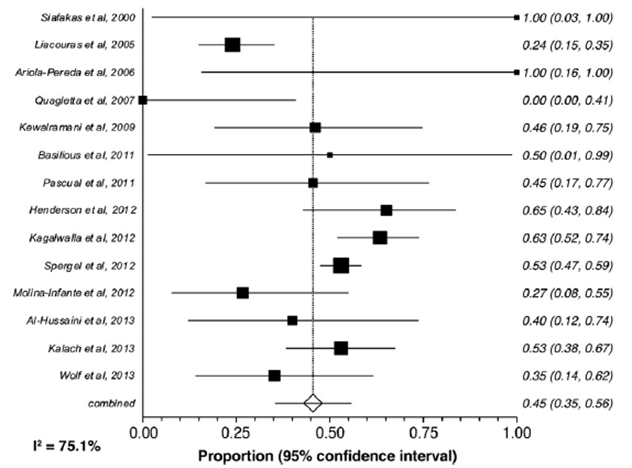 Siafakas et al, 2000 1.00 (0.03, 1.00)
Liacouras et al, 2005 0.24 (0.15, 0.35)
Ariola-Pereda et al, 2006 1.00 (0.16, 1.00)
Quagletta et al, 2007 0.00 (0.00, 0.41)
Kewalramani et al, 2009 0.46 (0.19, 0.75)
Basilious et al, 2011 0.50 (0.01, 0.99)
Pascual et al, 2011 0.45 (0.17, 0.77)
Henderson et al, 2012 0.65 (0.43, 0.84)
Kagalwalla et al, 2012 0.63 (0.52, 0.74)
Spergel et al, 2012 0.53 (0.47, 0.59)
Molina-Infante et al, 2012 0.27 (0.08, 0.55)
Al-Hussaini et al, 2013 0.40 (0.12, 0.74)
Kalach et al, 2013 0.53 (0.38, 0.67)
Wolf et al, 2013 0.35 (0.14, 0.62)
combined 0.45 (0.35, 0.56)
0.00 0.25 0.50 0.75 1.00
I² = 75.1%
Proportion (95% confidence interval)